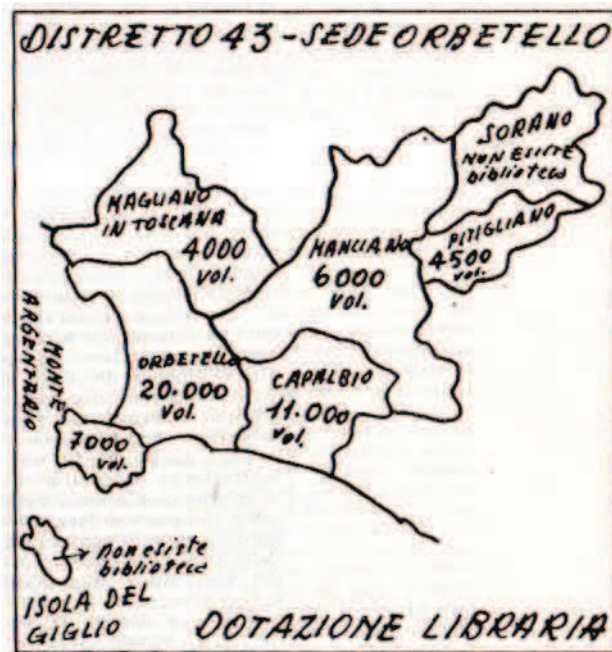 DISTRETTO 43 - SEDE ORBETELLO
SORANO
NON ESISTE
biblioteca
MAGLIANO
IN TOSCANA
4000
vol.
MANCIANO
6000
vol.
PITIGLIANO
4500
vol.
ORBETELLO
20.000
vol.
CAPALBIO
11.000
vol.
MONTE
ARGENTARIO
7000
vol.
Non esiste
biblioteca
ISOLA DEL
GIGLIO
DOTAZIONE LIBRARIA